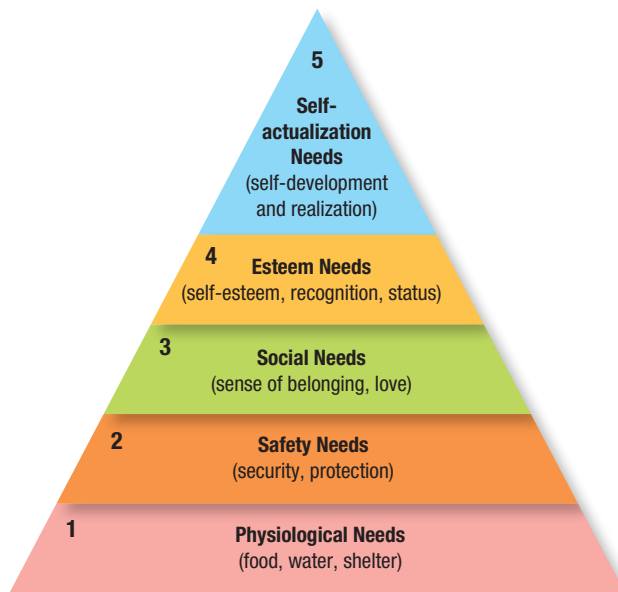 5
Self-
actualization
Needs
(self-development
and realization)
4
Esteem Needs
(self-esteem, recognition, status)
3
Social Needs
(sense of belonging, love)
2
Safety Needs
(security, protection)
1
Physiological Needs
(food, water, shelter)